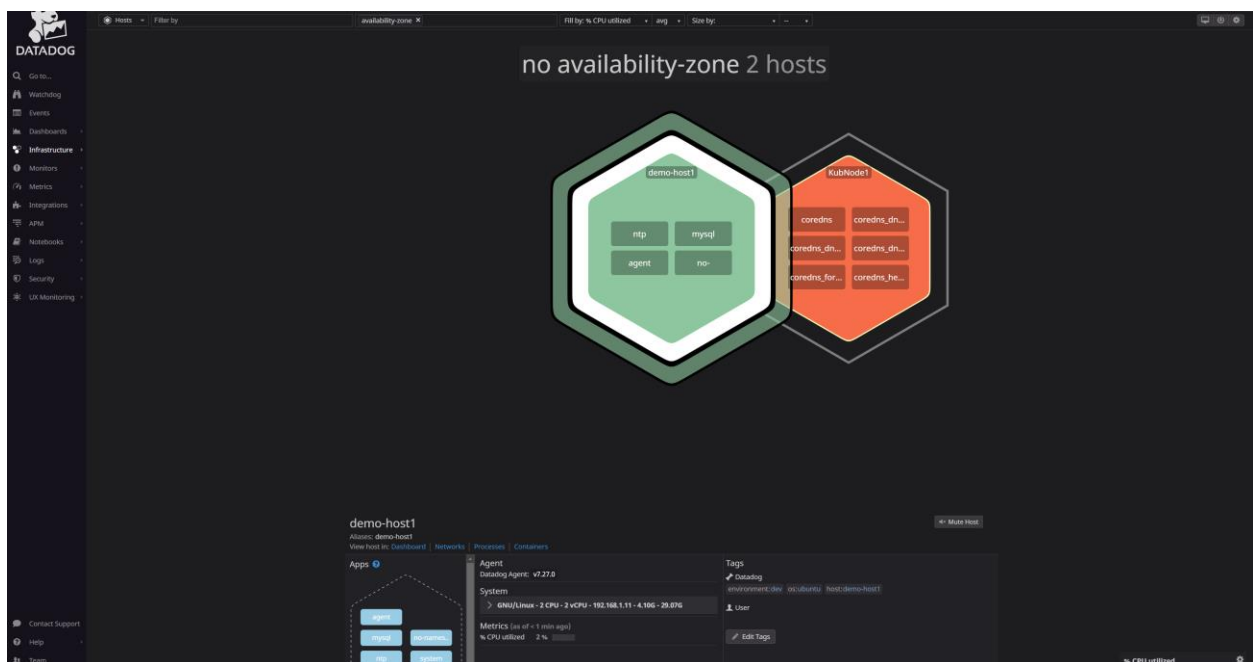 Hosts
Filter by
availability-zone ×
Fill by: % CPU utilized
avg
Size by:
--
DATADOG
no availability-zone 2 hosts
Go to...
Watchdog
Events
Dashboards
Infrastructure
Monitors
Metrics
Integrations
APM
Notebooks
Logs
Security
UX Monitoring
demo-host1
ntp
mysql
agent
no-
KubNode1
coredns
coredns_dn...
coredns_dn...
coredns_dn...
coredns_for...
coredns_he...
demo-host1
Mute Host
Aliases: demo-host1
View host in: Dashboard | Networks | Processes | Containers
Apps
agent
mysql
no-names...
ntp
system
Agent
Datadog Agent: v7.27.0
System
GNU/Linux - 2 CPU - 2 vCPU - 192.168.1.11 - 4.10G - 29.07G
Metrics (as of < 1 min ago)
% CPU utilized 2 %
Tags
Datadog
environment:dev os:ubuntu host:demo-host1
User
Edit Tags
Contact Support
Help
Team
% CPU utilized